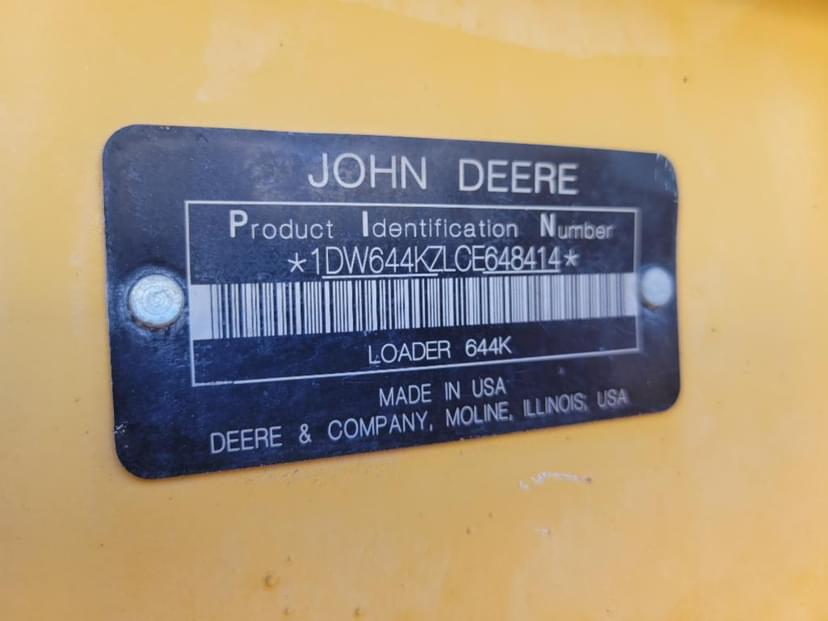 JOHN DEERE
Product Identification Number
*1DW644KZLCE648414*
LOADER 644K
MADE IN USA
DEERE & COMPANY, MOLINE, ILLINOIS, USA